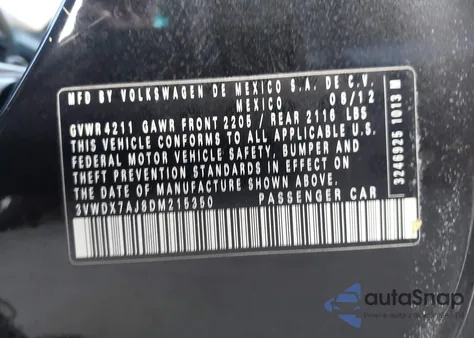 MFD BY VOLKSWAGEN DE MEXICO S.A. DE C.V.
MEXICO 08/12
GVWR 4211 GAWR FRONT 2205 / REAR 2116 LBS
THIS VEHICLE CONFORMS TO ALL APPLICABLE U.S.
FEDERAL MOTOR VEHICLE SAFETY, BUMPER AND
THEFT PREVENTION STANDARDS IN EFFECT ON
THE DATE OF MANUFACTURE SHOWN ABOVE.
3VWDX7AJ8DM215350 PASSENGER CAR
3246925 1013 M
autoSnap